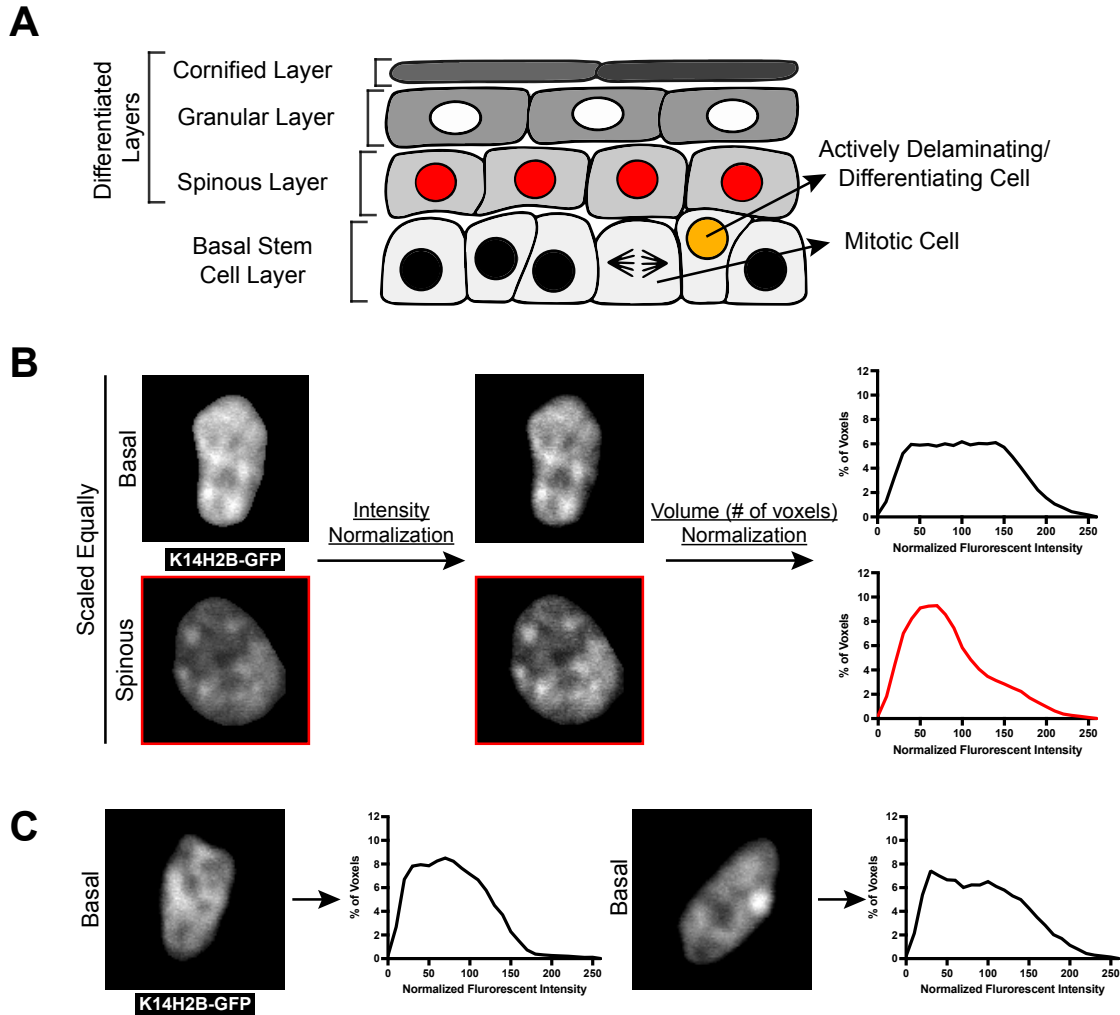 A
Differentiated
Layers
Cornified Layer
Granular Layer
Spinous Layer
Basal Stem
Cell Layer
Actively Delaminating/
Differentiating Cell
Mitotic Cell
B
Scaled Equally
Basal
K14H2B-GFP
Spinous
Intensity
Normalization
Volume (# of voxels)
Normalization
% of Voxels
12
10
8
6
4
2
0
0 50 100 150 200 250
Normalized Flurorescent Intensity
% of Voxels
12
10
8
6
4
2
0
0 50 100 150 200 250
Normalized Flurorescent Intensity
C
Basal
K14H2B-GFP
% of Voxels
12
10
8
6
4
2
0
0 50 100 150 200 250
Normalized Flurorescent Intensity
Basal
% of Voxels
12
10
8
6
4
2
0
0 50 100 150 200 250
Normalized Flurorescent Intensity